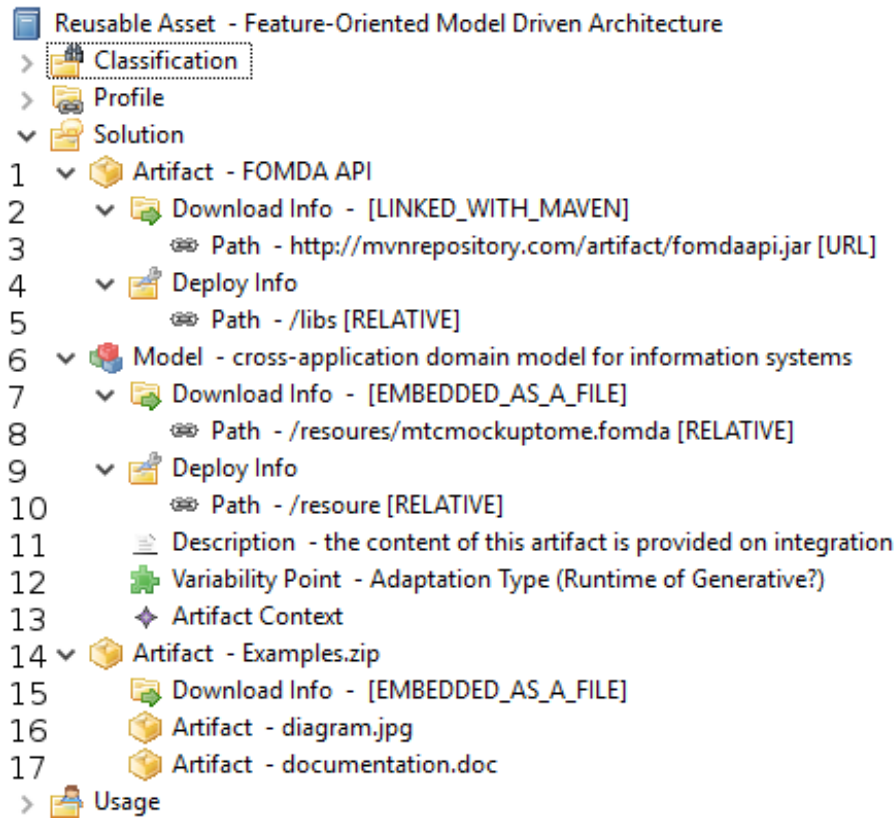 Reusable Asset - Feature-Oriented Model Driven Architecture
Classification
Profile
Solution
1 Artifact - FOMDA API
2 Download Info - [LINKED_WITH_MAVEN]
3 Path - http://mvnrepository.com/artifact/fomdaapi.jar [URL]
4 Deploy Info
5 Path - /libs [RELATIVE]
6 Model - cross-application domain model for information systems
7 Download Info - [EMBEDDED_AS_A_FILE]
8 Path - /resoures/mtcmockuptome.fomda [RELATIVE]
9 Deploy Info
10 Path - /resoure [RELATIVE]
11 Description - the content of this artifact is provided on integration
12 Variability Point - Adaptation Type (Runtime of Generative?)
13 Artifact Context
14 Artifact - Examples.zip
15 Download Info - [EMBEDDED_AS_A_FILE]
16 Artifact - diagram.jpg
17 Artifact - documentation.doc
Usage